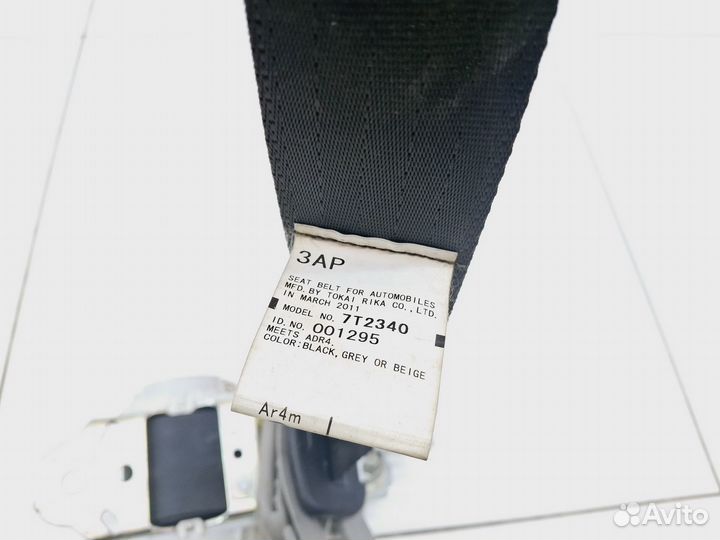 3AP
SEAT BELT FOR AUTOMOBILES
MFD. BY TOKAI RIKA CO.,LTD.
IN MARCH 2011
MODEL NO. 7T2340
ID. NO. 001295
MEETS ADR4.
COLOR:BLACK,GREY OR BEIGE
Ar4m
Avito